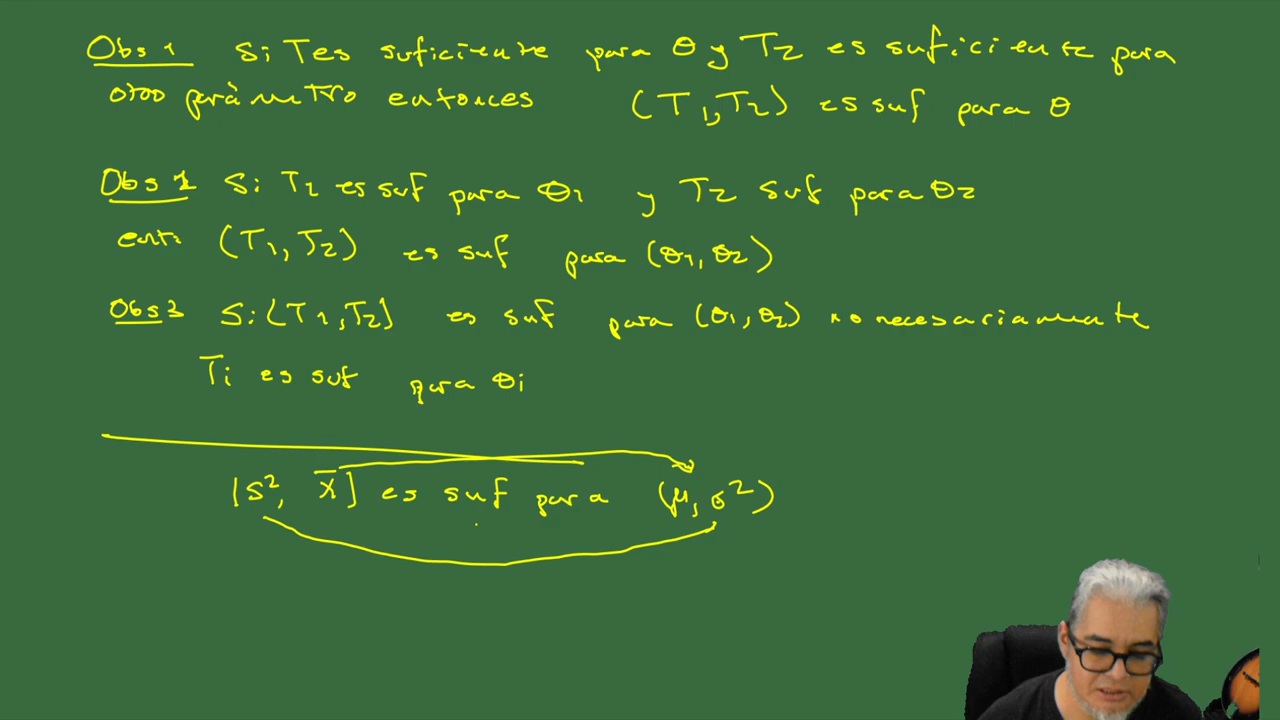 Obs 1 Si T es suficiente para θ y T2 es suficiente para
otro parámetro entonces (T1,T2) es suf para θ
Obs 2 Si T2 es suf para θ1 y T2 suf para θ2
(T1,T2) es suf para (θ1,θ2)
Obs 3 Si (T1,T2) es suf para (θ1,θ2) no necesariamente
Ti es suf para θi
(S², X̄) es suf para (μ, σ²)